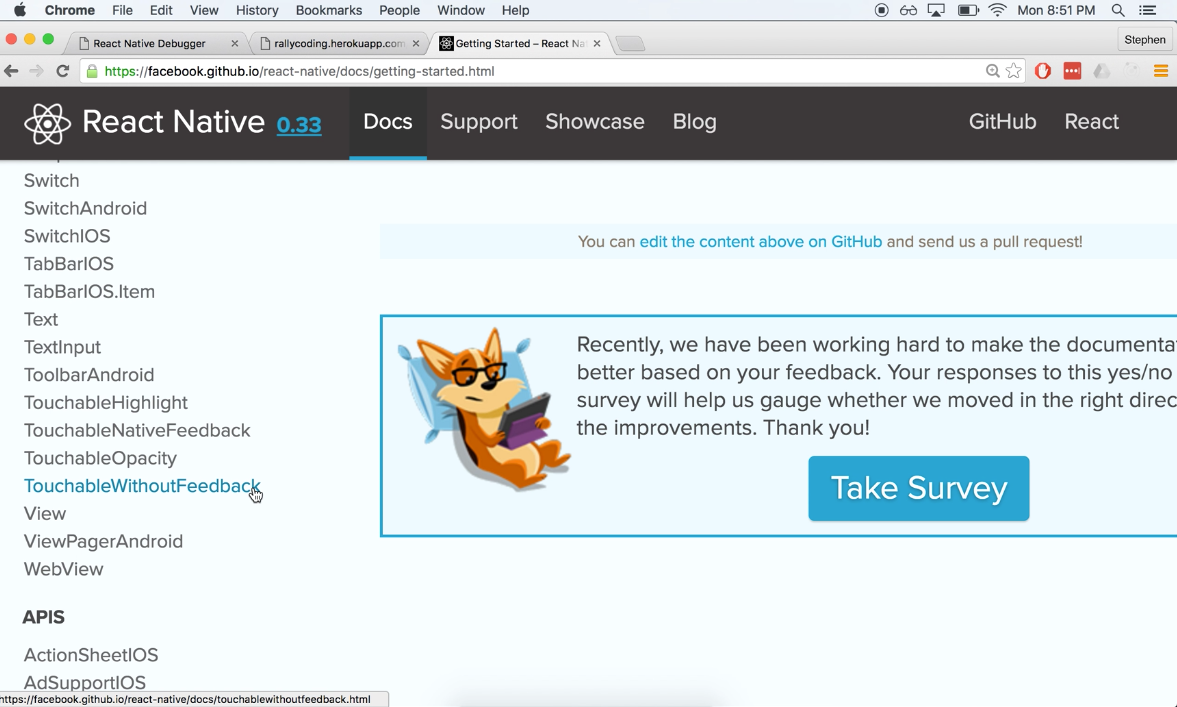 Chrome File Edit View History Bookmarks People Window Help Mon 8:51 PM
React Native Debugger rallycoding.herokuapp.com Getting Started – React Na Stephen
https://facebook.github.io/react-native/docs/getting-started.html
React Native 0.33 Docs Support Showcase Blog GitHub React
Switch
SwitchAndroid
SwitchIOS
TabBarIOS
TabBarIOS.Item
Text
TextInput
ToolbarAndroid
TouchableHighlight
TouchableNativeFeedback
TouchableOpacity
TouchableWithoutFeedback
View
ViewPagerAndroid
WebView
APIS
ActionSheetIOS
AdSupportIOS
https://facebook.github.io/react-native/docs/touchablewithoutfeedback.html
You can edit the content above on GitHub and send us a pull request!
Recently, we have been working hard to make the documenta
better based on your feedback. Your responses to this yes/no
survey will help us gauge whether we moved in the right direc
the improvements. Thank you!
Take Survey